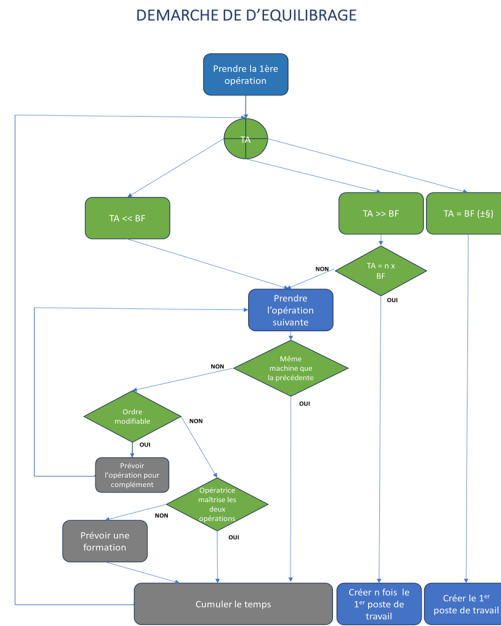 DEMARCHE DE D'EQUILIBRAGE
Prendre la 1ère
opération
TA
TA << BF
TA >> BF
TA = BF (±§)
NON
TA = n x
BF
OUI
Prendre
l'opération
suivante
Même
machine que
la précédente
NON
OUI
Ordre
modifiable
NON
OUI
Prévoir
l'opération pour
complément
Opératrice
maîtrise les
deux
opérations
NON
OUI
Prévoir une
formation
Cumuler le temps
Créer n fois le
1er poste de
travail
Créer le 1er
poste de travail